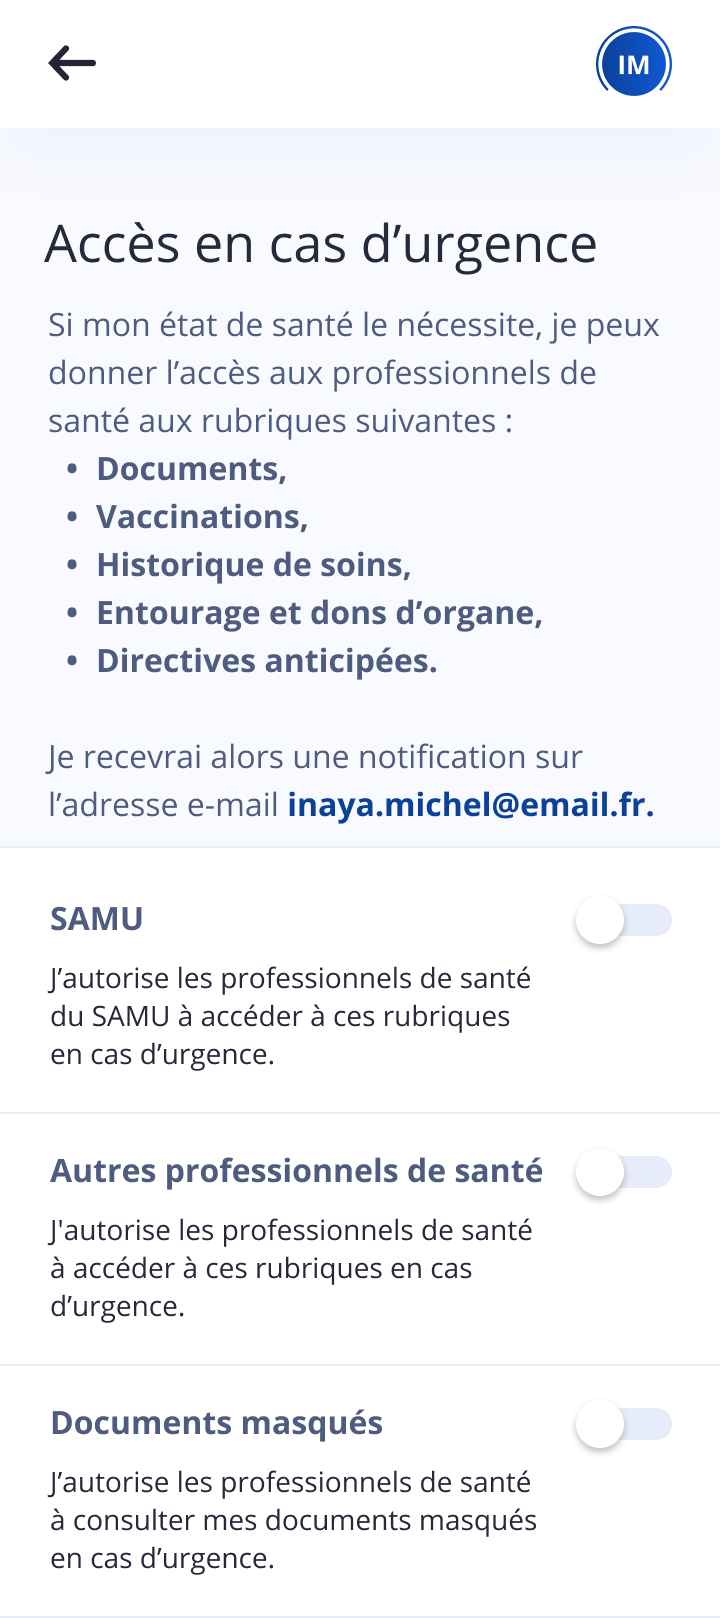 IM
Accès en cas d’urgence
Si mon état de santé le nécessite, je peux
donner l’accès aux professionnels de
santé aux rubriques suivantes :
• Documents,
• Vaccinations,
• Historique de soins,
• Entourage et dons d’organe,
• Directives anticipées.
Je recevrai alors une notification sur
l’adresse e-mail inaya.michel@email.fr.
SAMU
J’autorise les professionnels de santé
du SAMU à accéder à ces rubriques
en cas d’urgence.
Autres professionnels de santé
J'autorise les professionnels de santé
à accéder à ces rubriques en cas
d’urgence.
Documents masqués
J’autorise les professionnels de santé
à consulter mes documents masqués
en cas d’urgence.